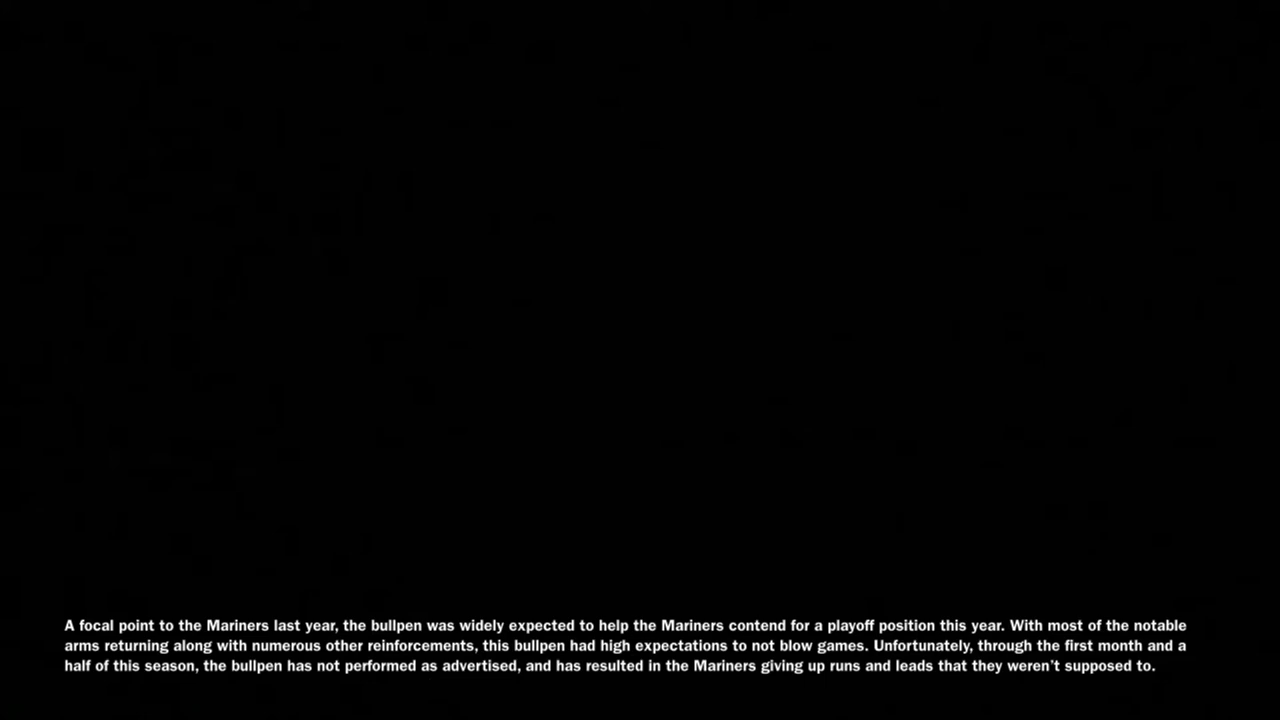 A focal point to the Mariners last year, the bullpen was widely expected to help the Mariners contend for a playoff position this year. With most of the notable
arms returning along with numerous other reinforcements, this bullpen had high expectations to not blow games. Unfortunately, through the first month and a
half of this season, the bullpen has not performed as advertised, and has resulted in the Mariners giving up runs and leads that they weren't supposed to.